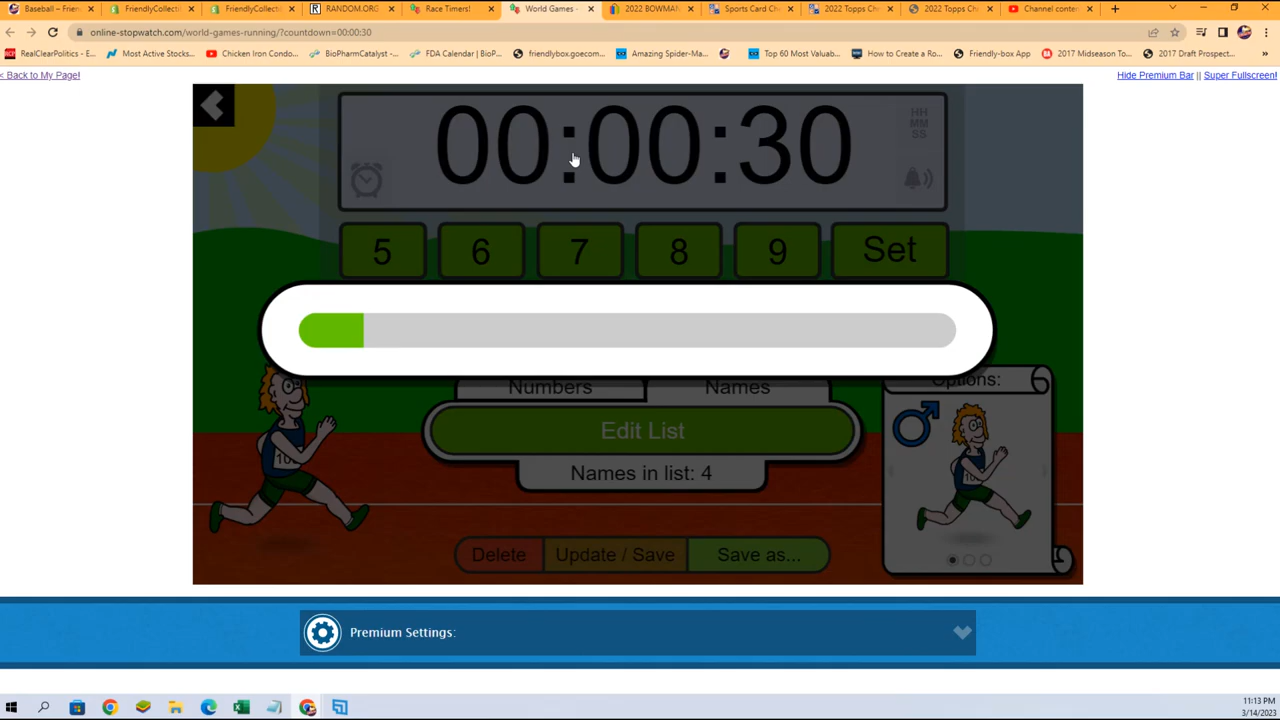 Baseball – Frien
FriendlyCollecti
FriendlyCollecti
RANDOM.ORG
Race Timers!
World Games -
2022 BOWMAN
Sports Card Che
2022 Topps Chr
2022 Topps Chr
Channel conten
online-stopwatch.com/world-games-running/?countdown=00:00:30
RealClearPolitics - E...
Most Active Stocks...
Chicken Iron Condo...
BioPharmCatalyst -...
FDA Calendar | BioP...
friendlybox.goecom...
Amazing Spider-Ma...
Top 60 Most Valuab...
How to Create a Ro...
Friendly-box App
2017 Midseason To...
2017 Draft Prospect...
< Back to My Page!
Hide Premium Bar || Super Fullscreen!
00:00:30
HH
MM
SS
5 6 7 8 9 Set
Numbers Names
Options:
Edit List
Names in list: 4
Delete Update / Save Save as...
Premium Settings:
11:13 PM
3/14/2023